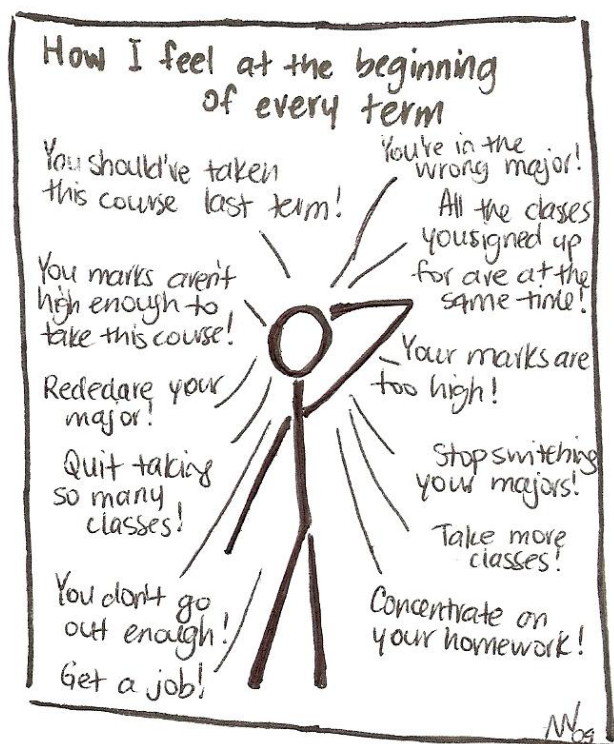 How I feel at the beginning
of every term
You should've taken
this course last term!
You're in the
wrong major!
All the classes
you signed up
for are at the
same time!
You marks aren't
high enough to
take this course!
Your marks are
too high!
Redeclare your
major!
Stop switching
your majors!
Quit taking
so many
classes!
Take more
classes!
You don't go
out enough!
Concentrate on
your homework!
Get a job!